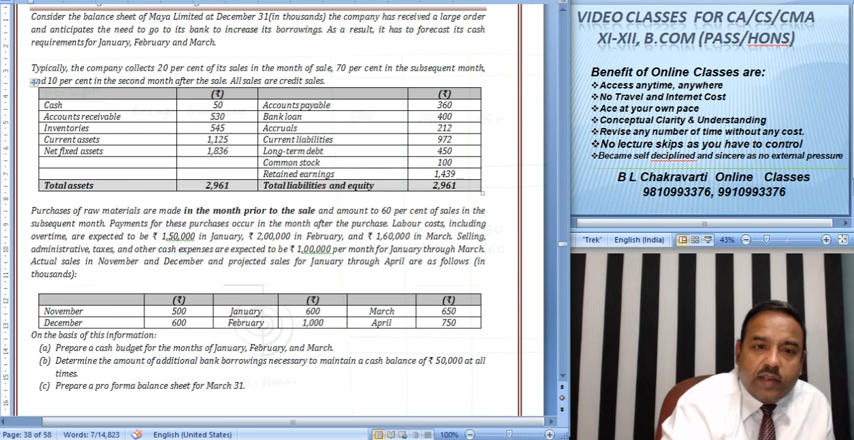 Consider the balance sheet of Maya Limited at December 31(in thousands) the company has received a large order
and anticipates the need to go to its bank to increase its borrowings. As a result, it has to forecast its cash
requirements for January, February and March.
Typically, the company collects 20 per cent of its sales in the month of sale, 70 per cent in the subsequent month,
and 10 per cent in the second month after the sale. All sales are credit sales.
(₹) (₹)
Cash 50 Accounts payable 360
Accounts receivable 530 Bank loan 400
Inventories 545 Accruals 212
Current assets 1,125 Current liabilities 972
Net fixed assets 1,836 Long-term debt 450
Common stock 100
Retained earnings 1,439
Total assets 2,961 Total liabilities and equity 2,961
Purchases of raw materials are made in the month prior to the sale and amount to 60 per cent of sales in the
subsequent month. Payments for these purchases occur in the month after the purchase. Labour costs, including
overtime, are expected to be ₹ 1,50,000 in January, ₹ 2,00,000 in February, and ₹ 1,60,000 in March. Selling,
administrative, taxes, and other cash expenses are expected to be ₹ 1,00,000 per month for January through March.
Actual sales in November and December and projected sales for January through April are as follows (in
thousands):
(₹) (₹) (₹)
November 500 January 600 March 650
December 600 February 1,000 April 750
On the basis of this information:
(a) Prepare a cash budget for the months of January, February, and March.
(b) Determine the amount of additional bank borrowings necessary to maintain a cash balance of ₹ 50,000 at all
times.
(c) Prepare a pro forma balance sheet for March 31.
Page: 38 of 58 Words: 7/14,823 English (United States) 100%
VIDEO CLASSES FOR CA/CS/CMA
XI-XII, B.COM (PASS/HONS)
Benefit of Online Classes are:
❖Access anytime, anywhere
❖No Travel and Internet Cost
❖Ace at your own pace
❖Conceptual Clarity & Understanding
❖Revise any number of time without any cost.
❖No lecture skips as you have to control
❖Became self deciplined and sincere as no external pressure
B L Chakravarti Online Classes
9810993376, 9910993376
"Trek" English (India) 43%